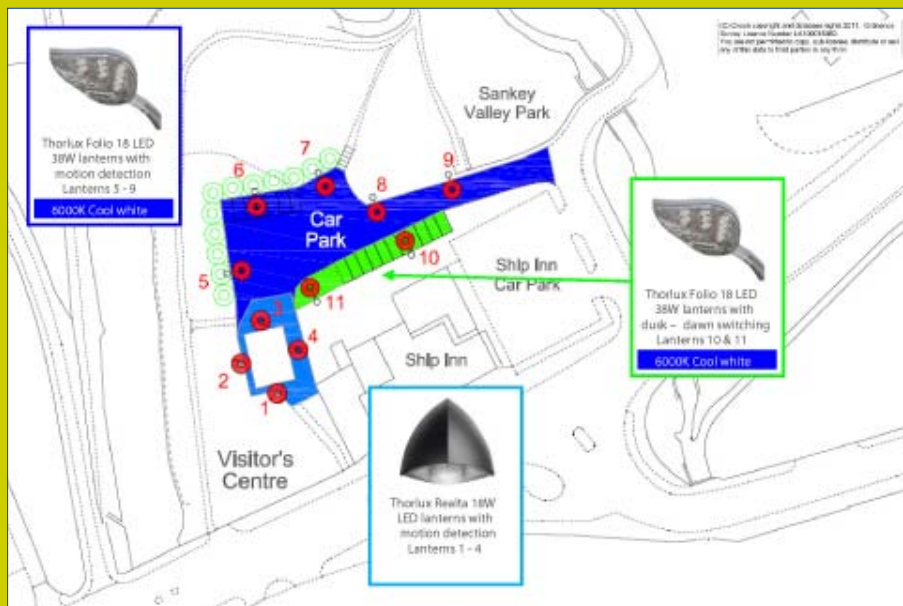 Thorlux Folio 18 LED
38W lanterns with
motion detection
Lanterns 3 - 9
6000K Cool white
Sankey
Valley Park
7
6
8
9
Car
Park
10
5
11
3
4
2
1
Ship Inn
Car Park
Ship Inn
Visitor's
Centre
Thorlux Folio 18 LED
38W lanterns with
dusk – dawn switching
Lanterns 10 & 11
6000K Cool white
Thorlux Realta 18W
LED lanterns with
motion detection
Lanterns 1 - 4